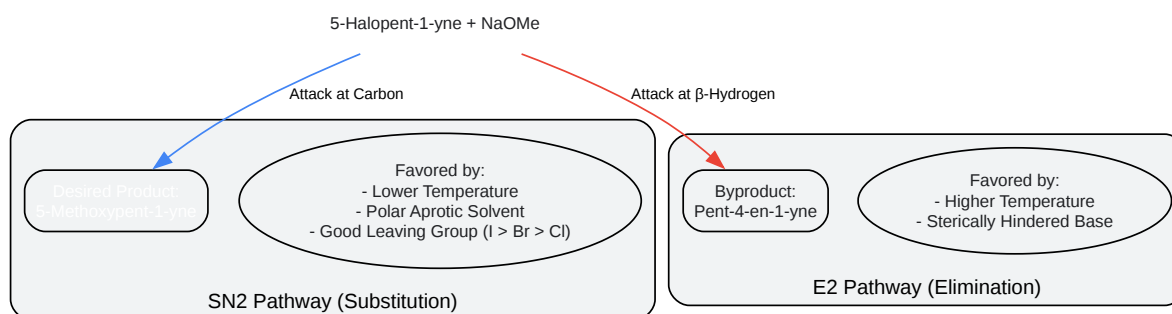 5-Halopent-1-yne + NaOMe
Attack at Carbon
Attack at β-Hydrogen
Desired Product:
5-Methoxypent-1-yne
Favored by:
- Lower Temperature
- Polar Aprotic Solvent
- Good Leaving Group (I > Br > Cl)
SN2 Pathway (Substitution)
Byproduct:
Pent-4-en-1-yne
Favored by:
- Higher Temperature
- Sterically Hindered Base
E2 Pathway (Elimination)